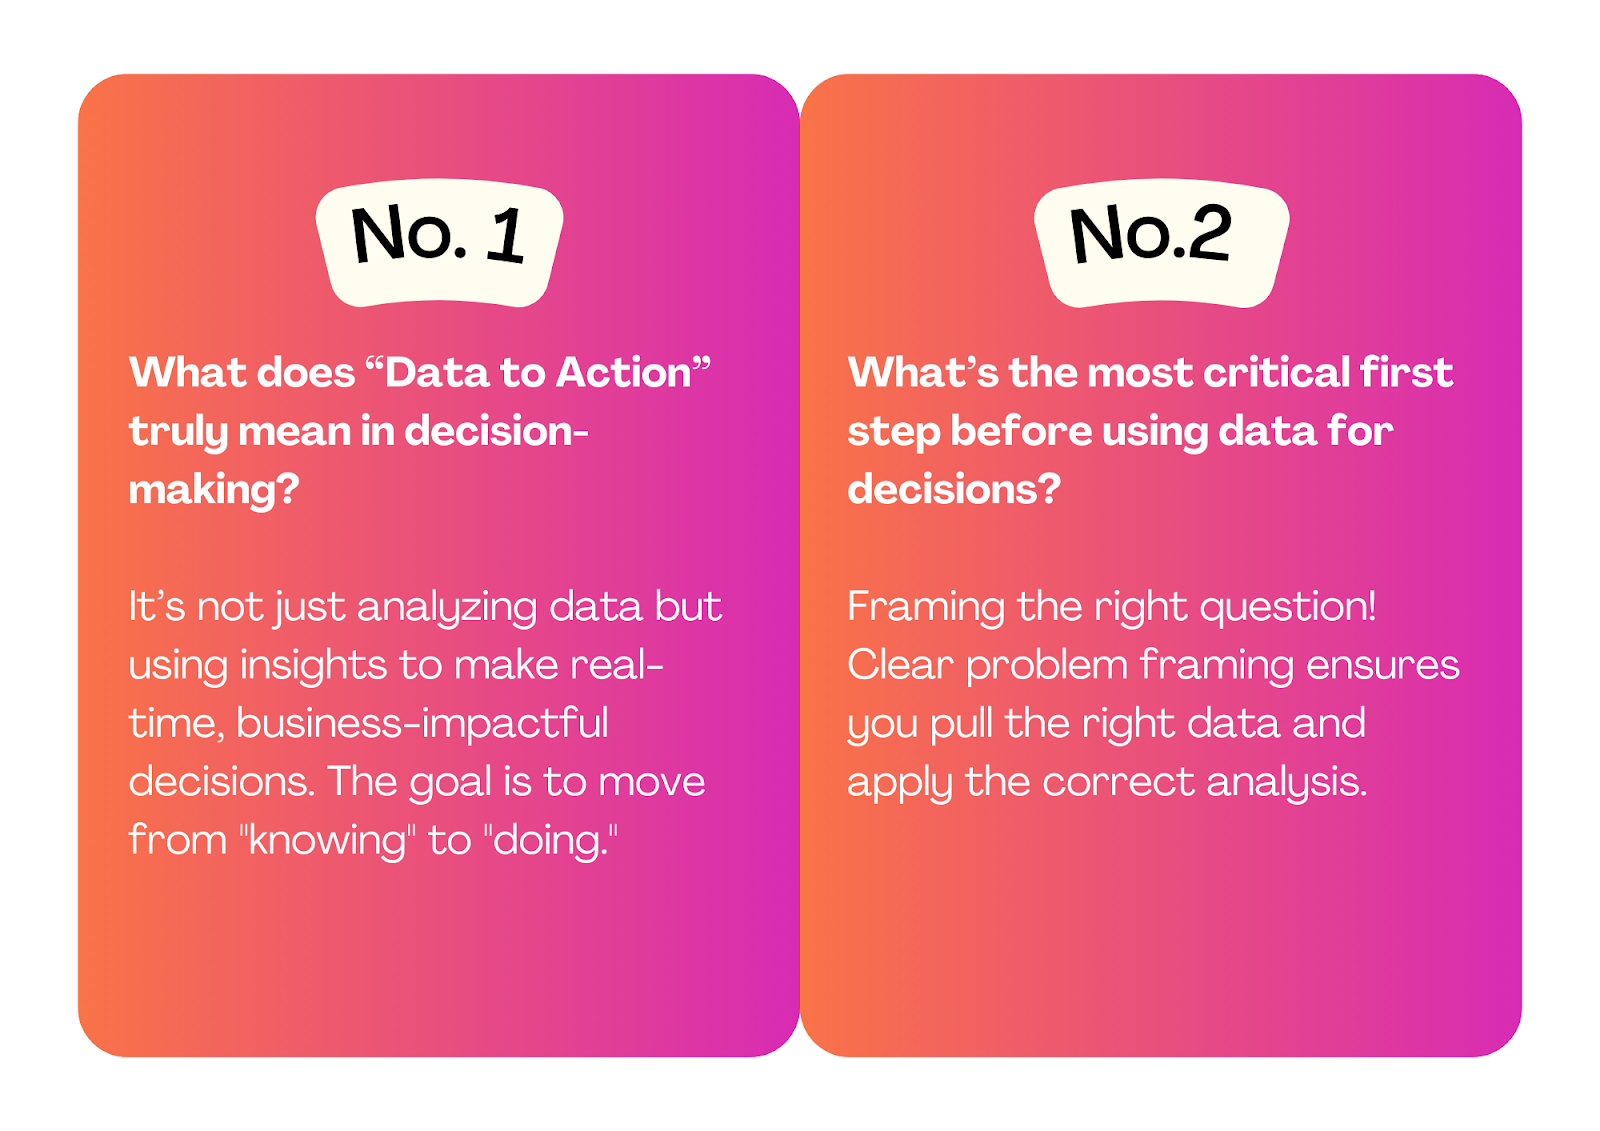 No. 1
What does “Data to Action”
truly mean in decision-
making?
It’s not just analyzing data but
using insights to make real-
time, business-impactful
decisions. The goal is to move
from "knowing" to "doing."
No.2
What’s the most critical first
step before using data for
decisions?
Framing the right question!
Clear problem framing ensures
you pull the right data and
apply the correct analysis.